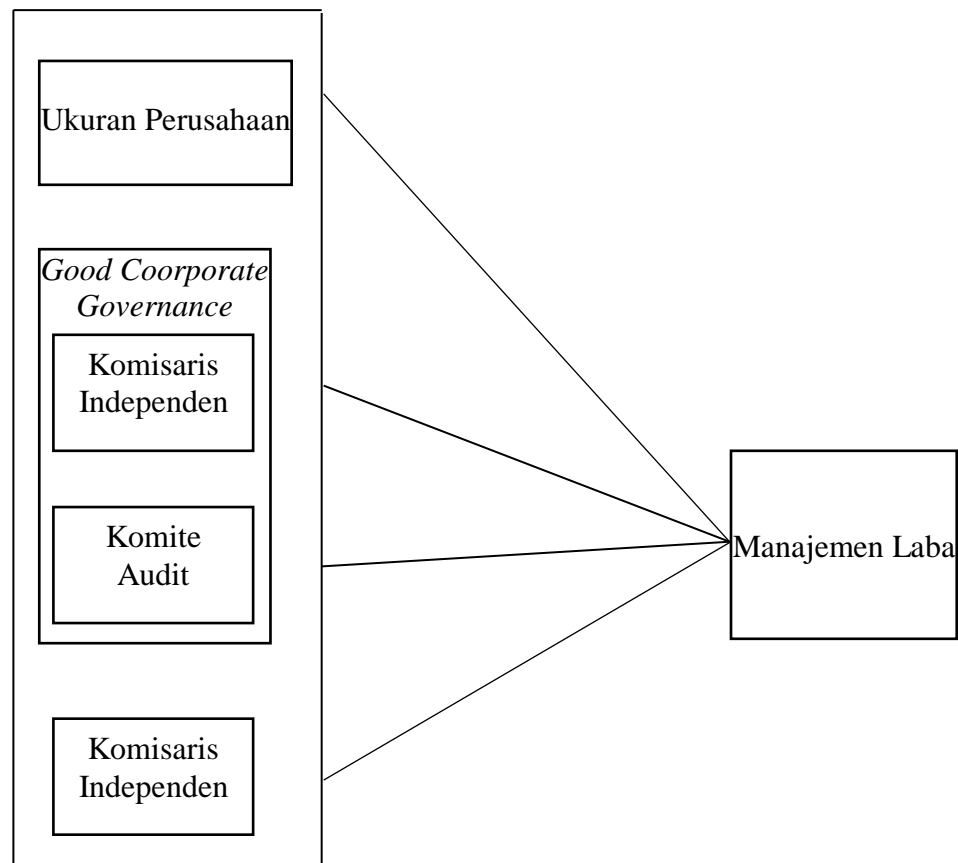 Ukuran Perusahaan
Good Coorporate
Governance
Komisaris
Independen
Komite
Audit
Manajemen Laba
Komisaris
Independen